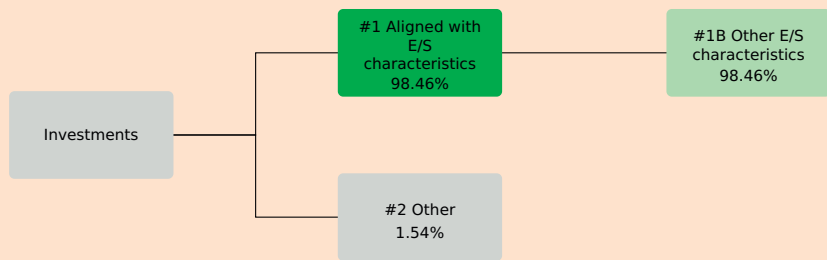 #1 Aligned with
E/S
characteristics
98.46%
#1B Other E/S
characteristics
98.46%
Investments
#2 Other
1.54%